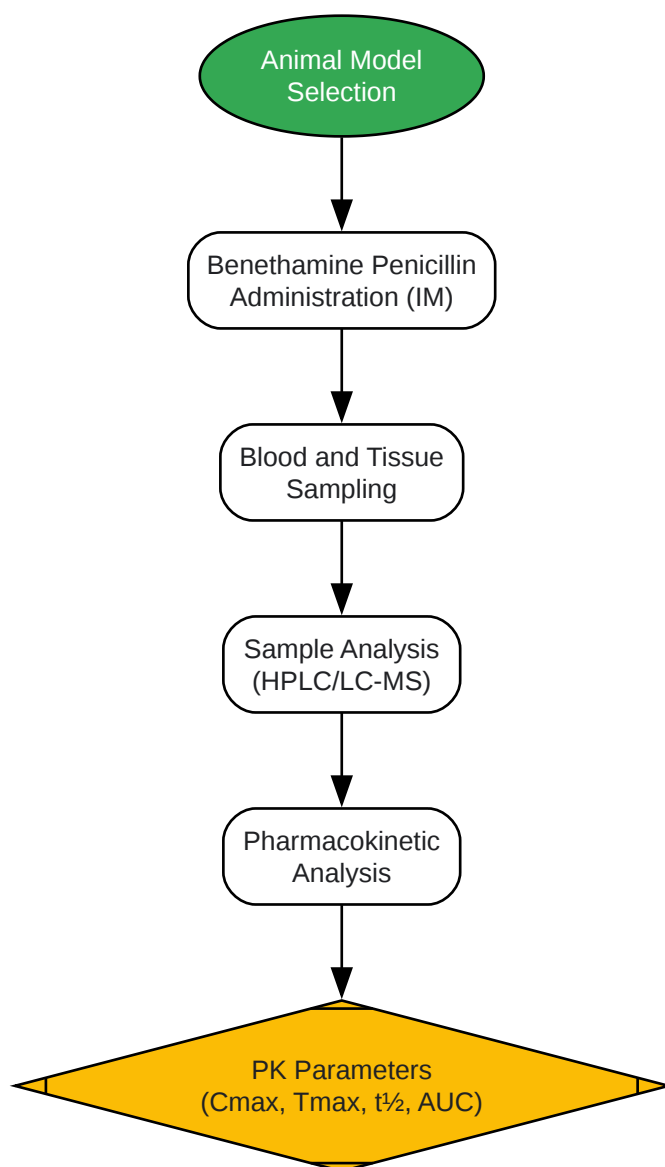 Animal Model
Selection
Benethamine Penicillin
Administration (IM)
Blood and Tissue
Sampling
Sample Analysis
(HPLC/LC-MS)
Pharmacokinetic
Analysis
PK Parameters
(Cmax, Tmax, t½, AUC)